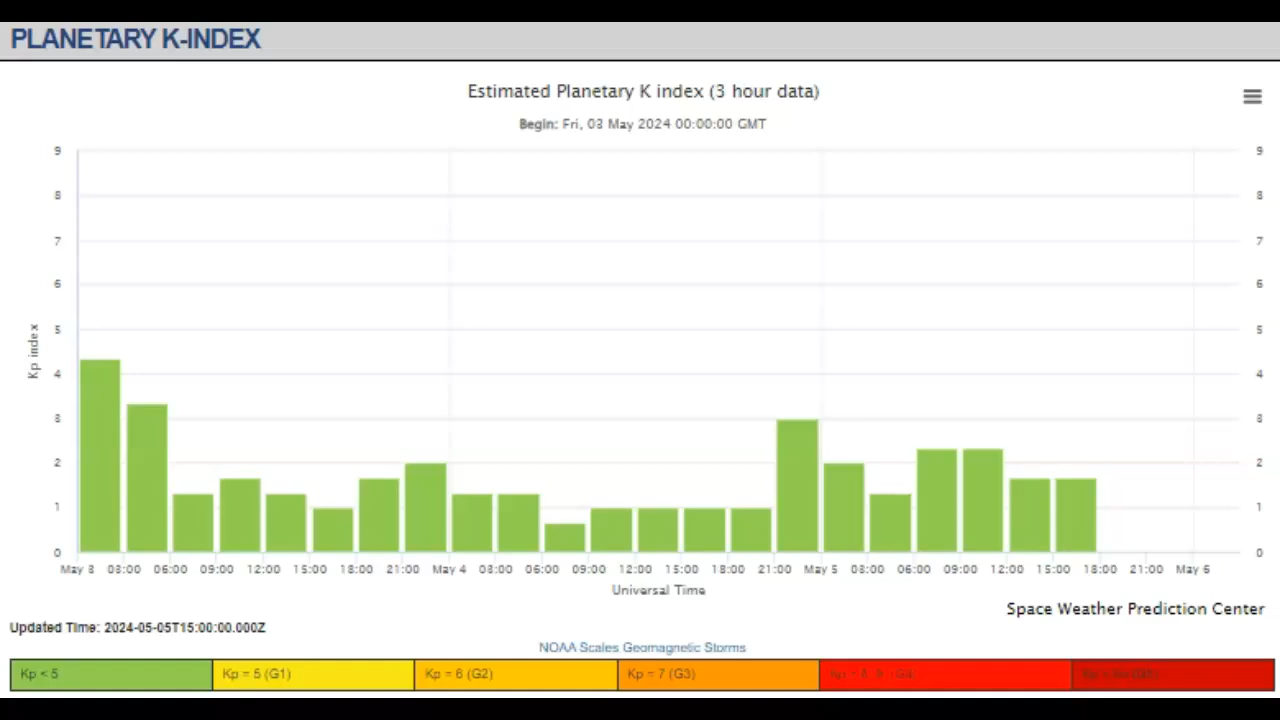 PLANETARY K-INDEX
Estimated Planetary K index (3 hour data)
Begin: Fri, 03 May 2024 00:00:00 GMT
9 9
8 8
7 7
6 6
5 5
4 4
3 3
2 2
1 1
0 0
Kp index
May 3 03:00 06:00 09:00 12:00 15:00 18:00 21:00 May 4 03:00 06:00 09:00 12:00 15:00 18:00 21:00 May 5 03:00 06:00 09:00 12:00 15:00 18:00 21:00 May 6
Universal Time
Space Weather Prediction Center
Updated Time: 2024-05-05T15:00:00.000Z
NOAA Scales Geomagnetic Storms
Kp < 5 Kp = 5 (G1) Kp = 6 (G2) Kp = 7 (G3)